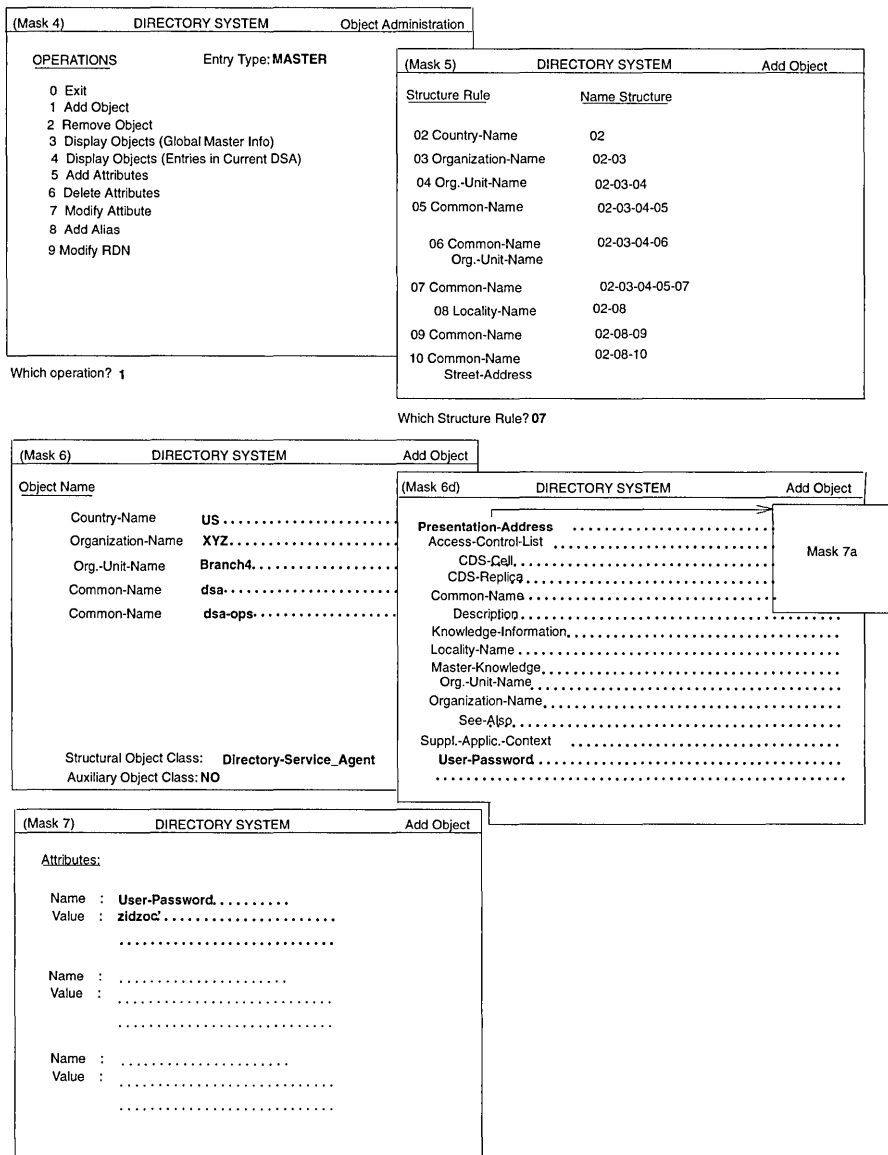 (Mask 4) DIRECTORY SYSTEM Object Administration
OPERATIONS Entry Type: MASTER
0 Exit
1 Add Object
2 Remove Object
3 Display Objects (Global Master Info)
4 Display Objects (Entries in Current DSA)
5 Add Attributes
6 Delete Attributes
7 Modify Attibute
8 Add Alias
9 Modify RDN
Which operation? 1
(Mask 5) DIRECTORY SYSTEM Add Object
Structure Rule Name Structure
02 Country-Name 02
03 Organization-Name 02-03
04 Org.-Unit-Name 02-03-04
05 Common-Name 02-03-04-05
06 Common-Name 02-03-04-06
Org.-Unit-Name
07 Common-Name 02-03-04-05-07
08 Locality-Name 02-08
09 Common-Name 02-08-09
10 Common-Name 02-08-10
Street-Address
Which Structure Rule? 07
(Mask 6) DIRECTORY SYSTEM Add Object
Object Name
Country-Name US
Organization-Name XYZ
Org.-Unit-Name Branch4
Common-Name dsa
Common-Name dsa-ops
Structural Object Class: Directory-Service_Agent
Auxiliary Object Class: NO
(Mask 6d) DIRECTORY SYSTEM Add Object
Presentation-Address
Access-Control-List
CDS-Cell
CDS-Replica
Common-Name
Description
Knowledge-Information
Locality-Name
Master-Knowledge
Org.-Unit-Name
Organization-Name
See-Also
Suppl.-Applic.-Context
User-Password
Mask 7a
(Mask 7) DIRECTORY SYSTEM Add Object
Attributes:
Name : User-Password
Value : zidzoc'
Name :
Value :
Name :
Value :